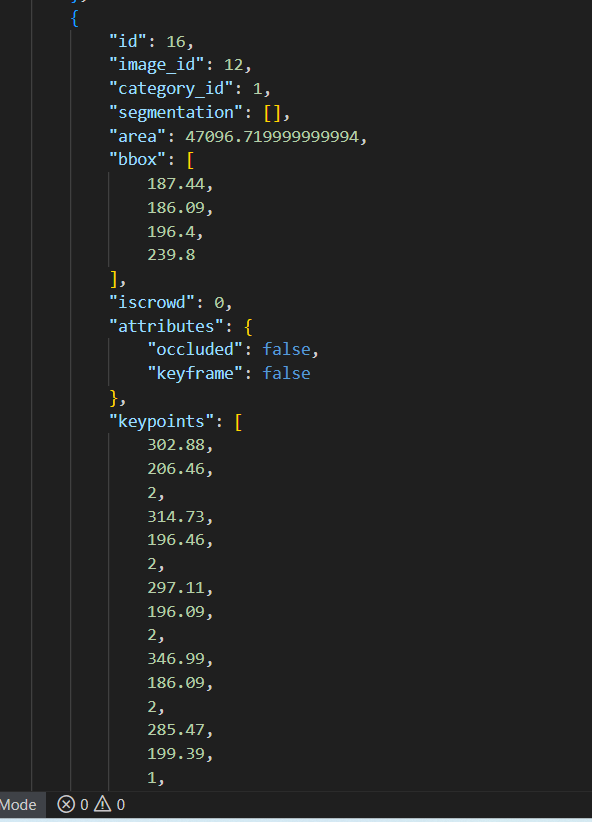 },
{
"id": 16,
"image_id": 12,
"category_id": 1,
"segmentation": [],
"area": 47096.719999999994,
"bbox": [
187.44,
186.09,
196.4,
239.8
],
"iscrowd": 0,
"attributes": {
"occluded": false,
"keyframe": false
},
"keypoints": [
302.88,
206.46,
2,
314.73,
196.46,
2,
297.11,
196.09,
2,
346.99,
186.09,
2,
285.47,
199.39,
1,
Mode 0 0